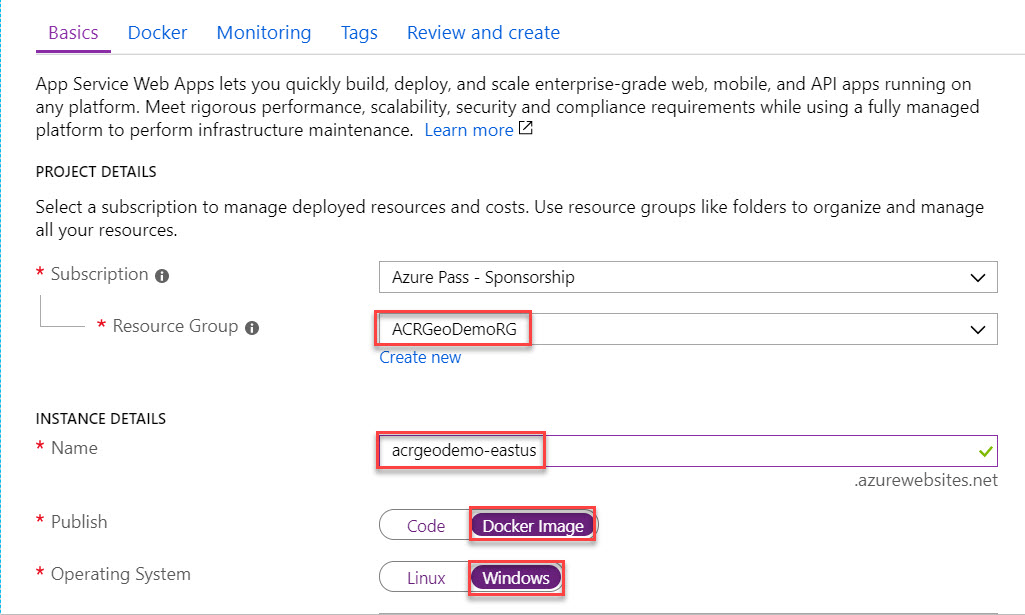 Basics Docker Monitoring Tags Review and create
App Service Web Apps lets you quickly build, deploy, and scale enterprise-grade web, mobile, and API apps running on
any platform. Meet rigorous performance, scalability, security and compliance requirements while using a fully managed
platform to perform infrastructure maintenance. Learn more
PROJECT DETAILS
Select a subscription to manage deployed resources and costs. Use resource groups like folders to organize and manage
all your resources.
* Subscription Azure Pass - Sponsorship
* Resource Group ACRGeoDemoRG
Create new
INSTANCE DETAILS
* Name acrgeodemo-eastus
.azurewebsites.net
* Publish Code Docker Image
* Operating System Linux Windows